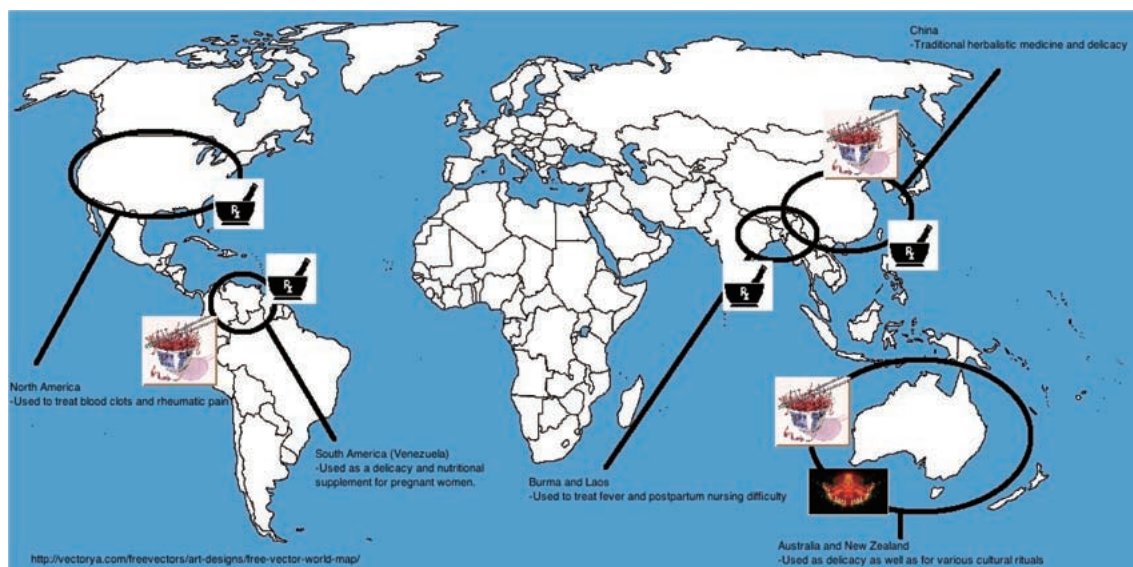 China
-Traditional herbalistic medicine and delicacy
North America
-Used to treat blood clots and rheumatic pain
South America (Venezuela)
-Used as a delicacy and nutritional
supplement for pregnant women.
Burma and Laos
-Used to treat fever and postpartum nursing difficulty
Australia and New Zealand
-Used as delicacy as well as for various cultural rituals
http://vectorya.com/freevectors/art-designs/free-vector-world-map/